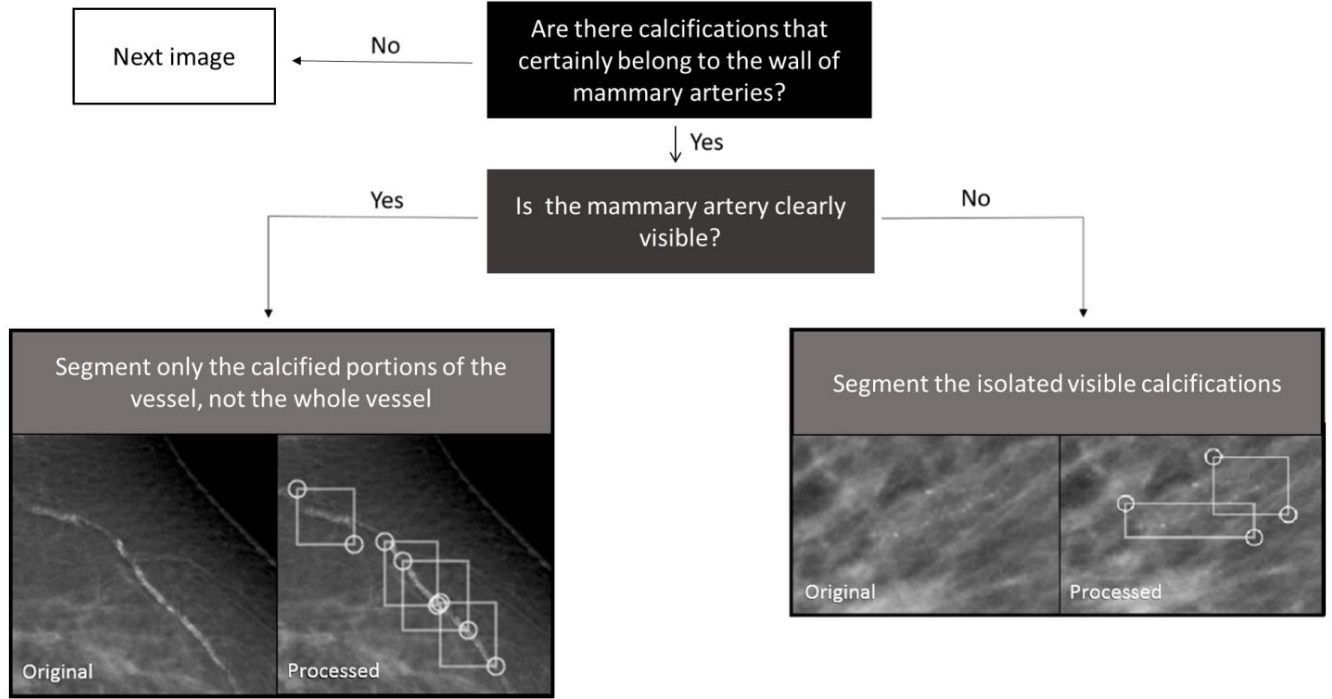 Are there calcifications that
certainly belong to the wall of
mammary arteries?
No
Next image
Yes
Is the mammary artery clearly
visible?
Yes
No
Segment only the calcified portions of the
vessel, not the whole vessel
Original
Processed
Segment the isolated visible calcifications
Original
Processed